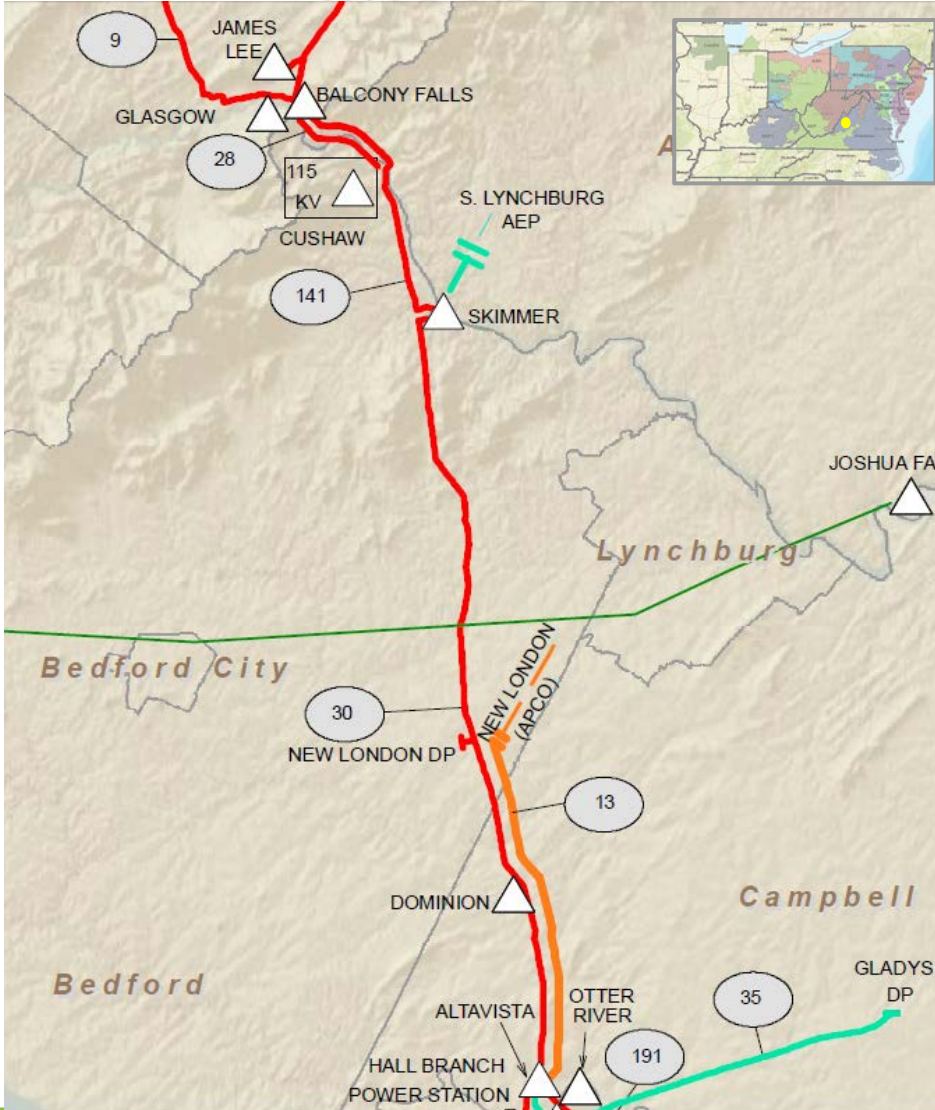 9
JAMES
LEE
BALCONY FALLS
GLASGOW
28
115
KV
CUSHAW
A
S. LYNCHBURG
AEP
141
SKIMMER
JOSHUA FA
Lynchburg
Bedford City
NEW LONDON
(APCO)
30
NEW LONDON DP
13
DOMINION
Campbell
Bedford
GLADYS
DP
35
ALTAVISTA
OTTER
RIVER
191
HALL BRANCH
POWER STATION